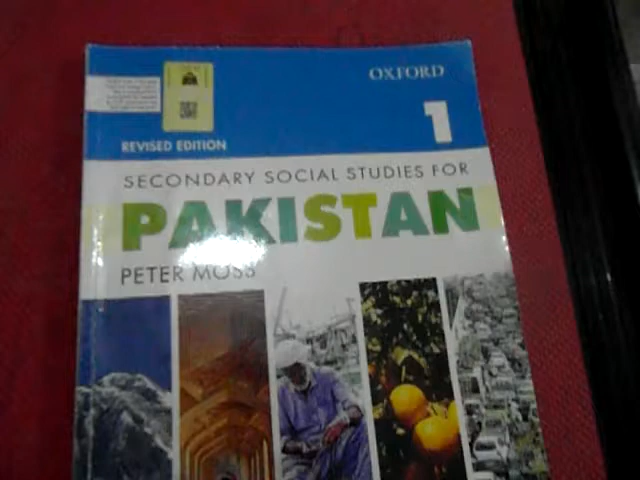 OXFORD
1
REVISED EDITION
SECONDARY SOCIAL STUDIES FOR
PAKISTAN
PETER MOSS